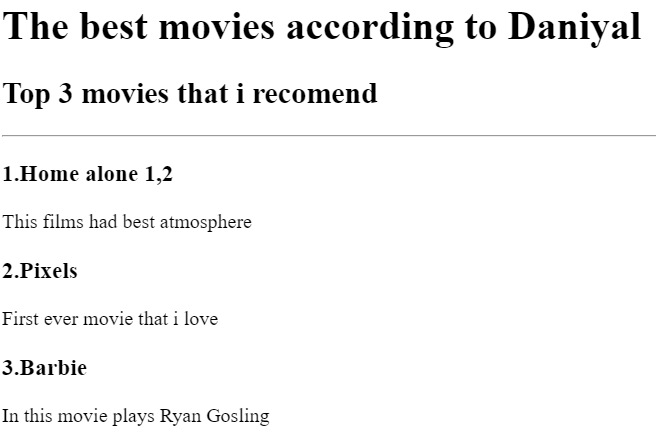 The best movies according to Daniyal
Top 3 movies that i recomend
1.Home alone 1,2
This films had best atmosphere
2.Pixels
First ever movie that i love
3.Barbie
In this movie plays Ryan Gosling